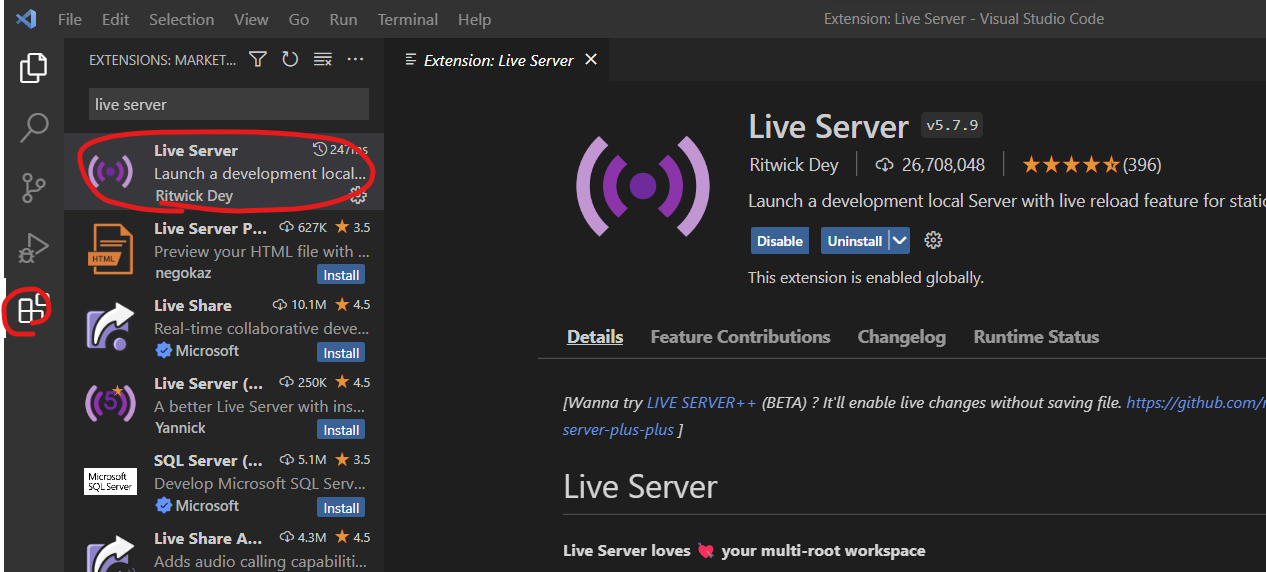 File Edit Selection View Go Run Terminal Help
Extension: Live Server - Visual Studio Code
EXTENSIONS: MARKET...
live server
Live Server 247ms
Launch a development local...
Ritwick Dey
Live Server P... 627K 3.5
Preview your HTML file with ...
negokaz Install
HTML
Live Share 10.1M 4.5
Real-time collaborative deve...
Microsoft Install
Live Server (... 250K 4.5
A better Live Server with ins...
Yannick Install
5
SQL Server (... 5.1M 3.5
Develop Microsoft SQL Serv...
Microsoft Install
Microsoft
SQL Server
Live Share A... 4.3M 4.5
Adds audio calling capabiliti...
Extension: Live Server
Live Server v5.7.9
Ritwick Dey 26,708,048 (396)
Launch a development local Server with live reload feature for static
Disable Uninstall
This extension is enabled globally.
Details Feature Contributions Changelog Runtime Status
[Wanna try LIVE SERVER++ (BETA) ? It'll enable live changes without saving file. https://github.com/
server-plus-plus ]
Live Server
Live Server loves 💘 your multi-root workspace